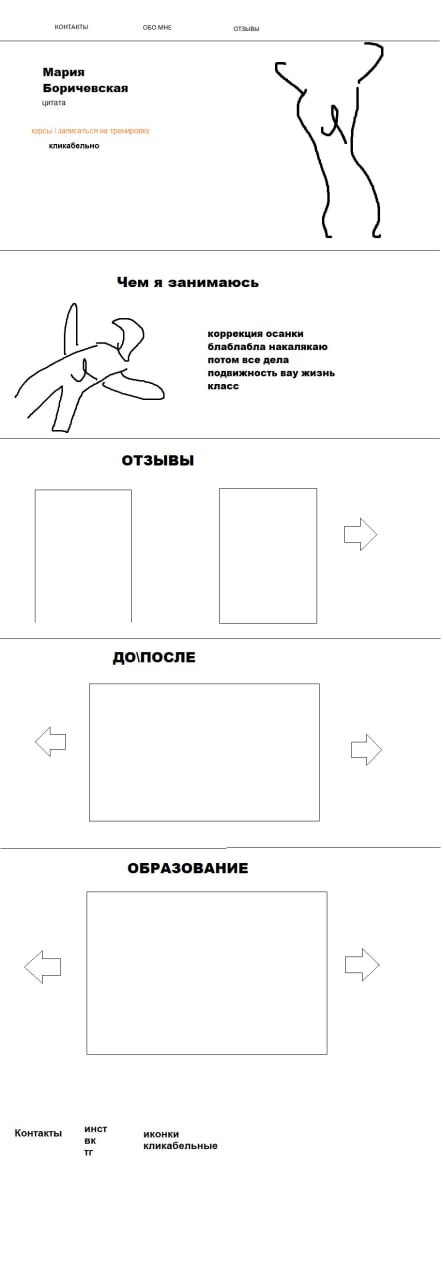 КОНТАКТЫ ОБО МНЕ ОТЗЫВЫ
Мария
Боричевская
цитата
курсы \ записаться на тренировку
кликабельно
Чем я занимаюсь
коррекция осанки
блаблабла накалякаю
потом все дела
подвижность вау жизнь
класс
ОТЗЫВЫ
ДО\ПОСЛЕ
ОБРАЗОВАНИЕ
Контакты
инст
вк
тг
иконки
кликабельные